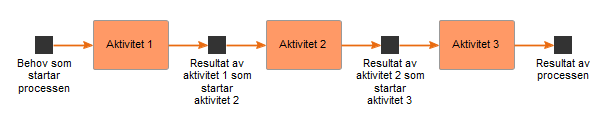 Aktivitet 1
Aktivitet 2
Aktivitet 3
Behov som
startar
processen
Resultat av
aktivitet 1 som
startar
aktivitet 2
Resultat av
aktivitet 2 som
startar
aktivitet 3
Resultat av
processen